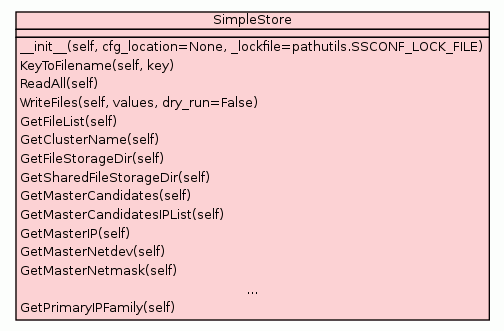 SimpleStore
__init__(self, cfg_location=None, _lockfile=pathutils.SSCONF_LOCK_FILE)
KeyToFilename(self, key)
ReadAll(self)
WriteFiles(self, values, dry_run=False)
GetFileList(self)
GetClusterName(self)
GetFileStorageDir(self)
GetSharedFileStorageDir(self)
GetMasterCandidates(self)
GetMasterCandidatesIPList(self)
GetMasterIP(self)
GetMasterNetdev(self)
GetMasterNetmask(self)
...
GetPrimaryIPFamily(self)